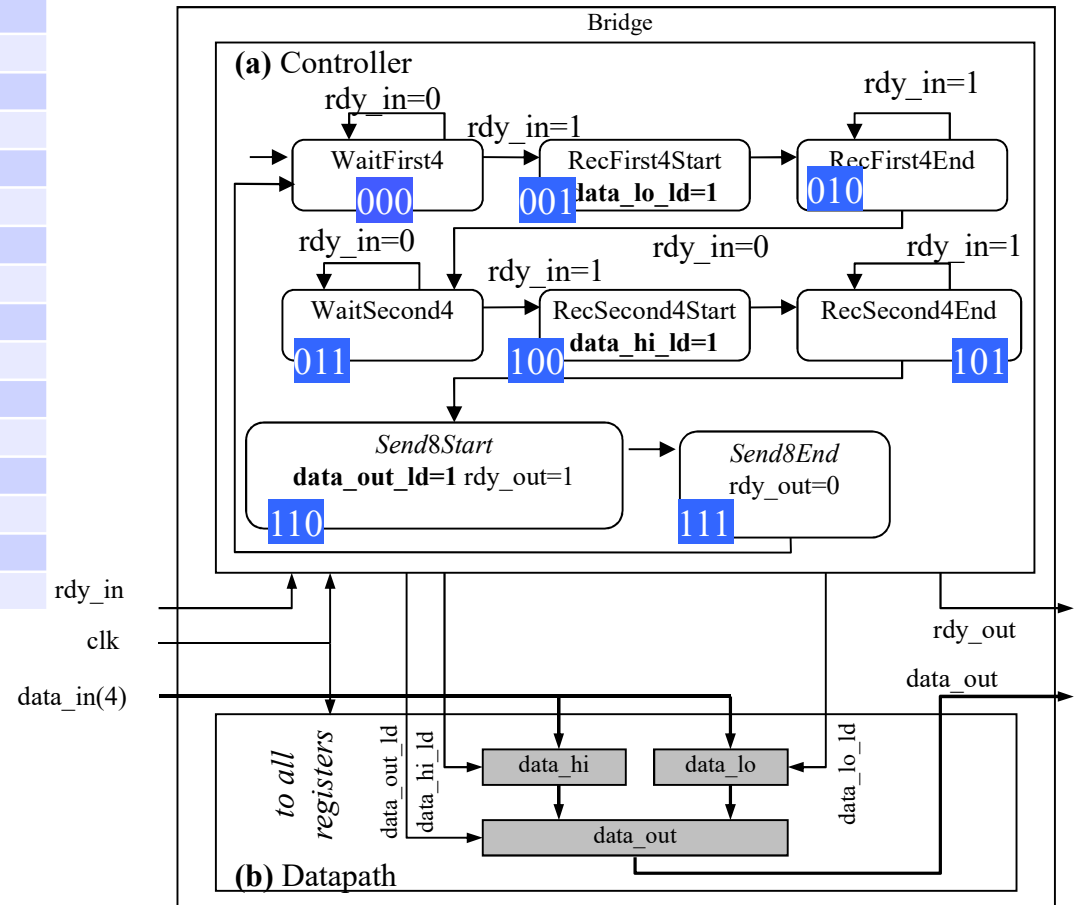 Bridge
(a) Controller
rdy_in=0
rdy_in=1
rdy_in=1
WaitFirst4
000
RecFirst4Start
data_lo_ld=1
001
RecFirst4End
010
rdy_in=0
rdy_in=1
rdy_in=0
rdy_in=1
WaitSecond4
011
RecSecond4Start
data_hi_ld=1
100
RecSecond4End
101
Send8Start
data_out_ld=1 rdy_out=1
110
Send8End
rdy_out=0
111
rdy_in
clk
data_in(4)
rdy_out
data_out
to all
registers
data_out_ld
data_hi_ld
data_hi
data_lo
data_lo_ld
data_out
(b) Datapath